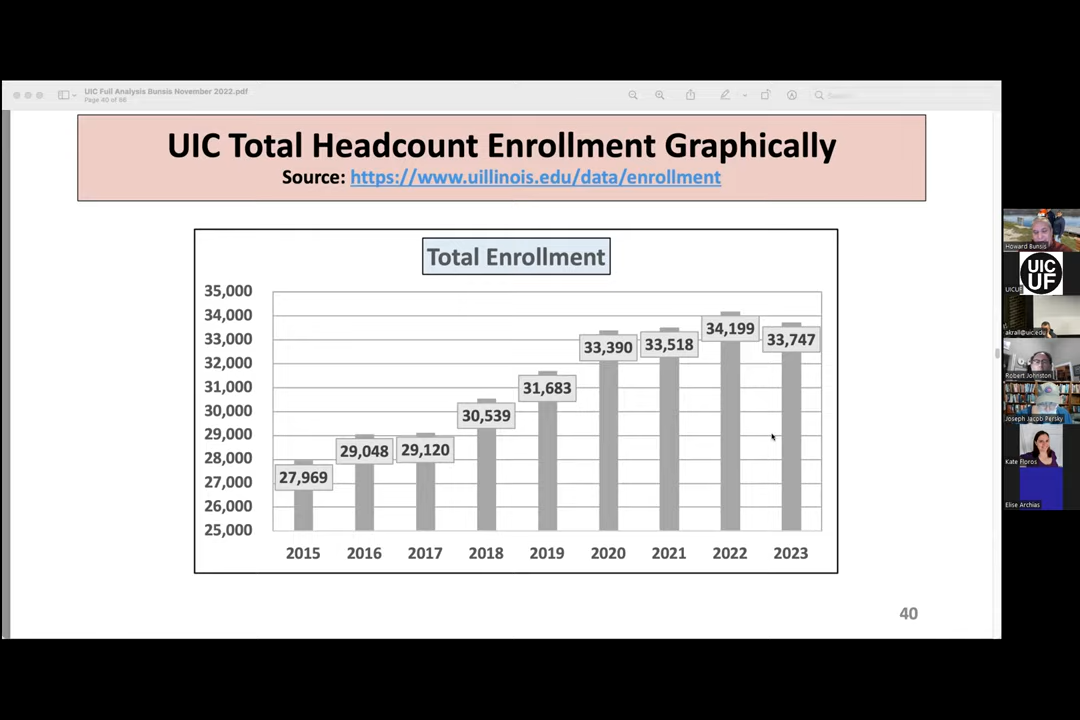 UIC Full Analysis Bunsis November 2022.pdf
Page 40 of 98
Search
UIC Total Headcount Enrollment Graphically
Source: https://www.uillinois.edu/data/enrollment
Total Enrollment
35,000
34,000
33,000
32,000
31,000
30,000
29,000
28,000
27,000
26,000
25,000
27,969
29,048
29,120
30,539
31,683
33,390
33,518
34,199
33,747
2015 2016 2017 2018 2019 2020 2021 2022 2023
40
Howard Bunsis
UIC
UF
UICUF
akrall@uic.edu
Robert Johnston
Joseph Jacob Persky
Kate Floros
Elise Archias